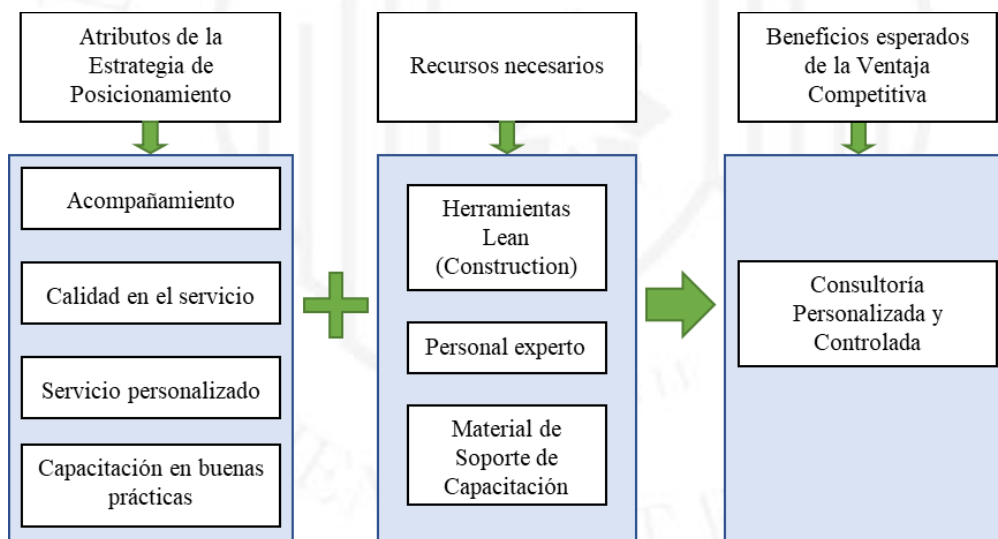 Atributos de la
Estrategia de
Posicionamiento
Acompañamiento
Calidad en el servicio
Servicio personalizado
Capacitación en buenas
prácticas
Recursos necesarios
Herramientas
Lean
(Construction)
Personal experto
Material de
Soporte de
Capacitación
Beneficios esperados
de la Ventaja
Competitiva
Consultoría
Personalizada y
Controlada